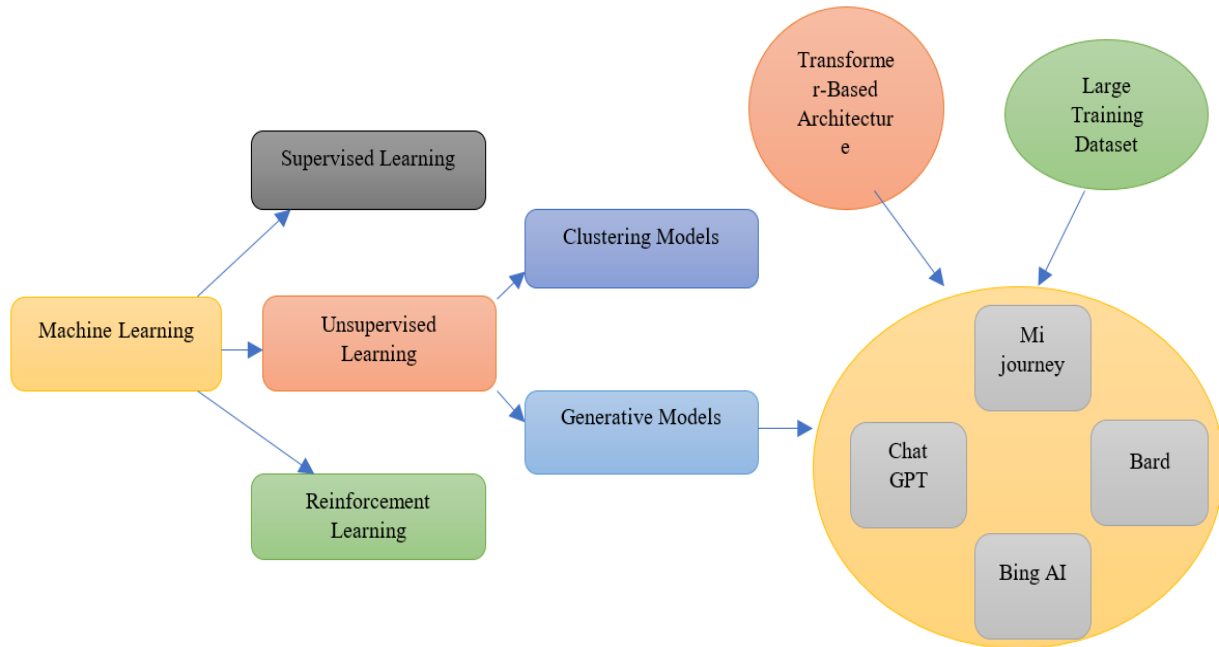 Transforme
r-Based
Architectur
e
Large
Training
Dataset
Supervised Learning
Clustering Models
Machine Learning
Unsupervised
Learning
Mi
journey
Generative Models
Chat
GPT
Bard
Reinforcement
Learning
Bing AI